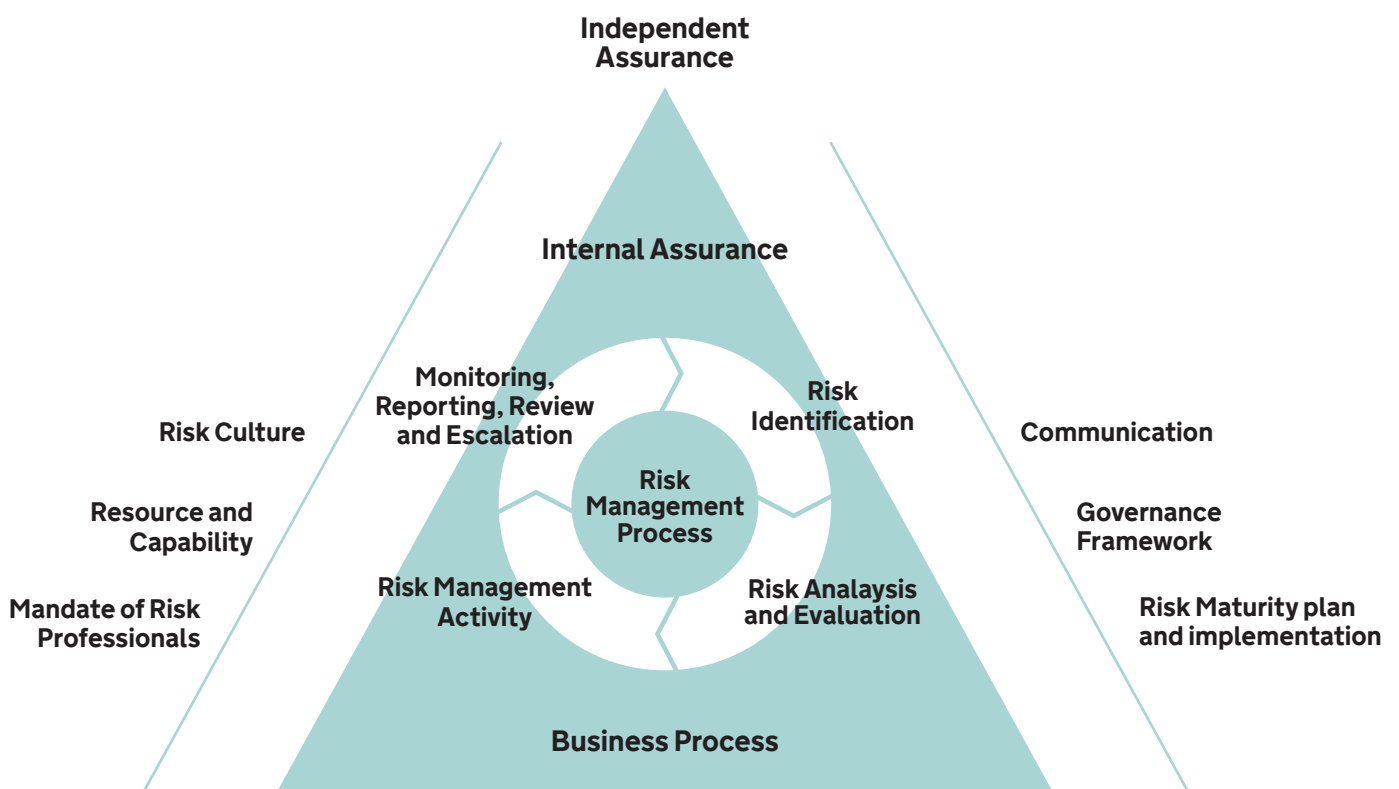 Independent
Assurance
Internal Assurance
Monitoring,
Reporting, Review
and Escalation
Risk
Identification
Risk Culture
Communication
Risk
Management
Process
Resource and
Capability
Governance
Framework
Risk Management
Activity
Risk Analaysis
and Evaluation
Mandate of Risk
Professionals
Risk Maturity plan
and implementation
Business Process